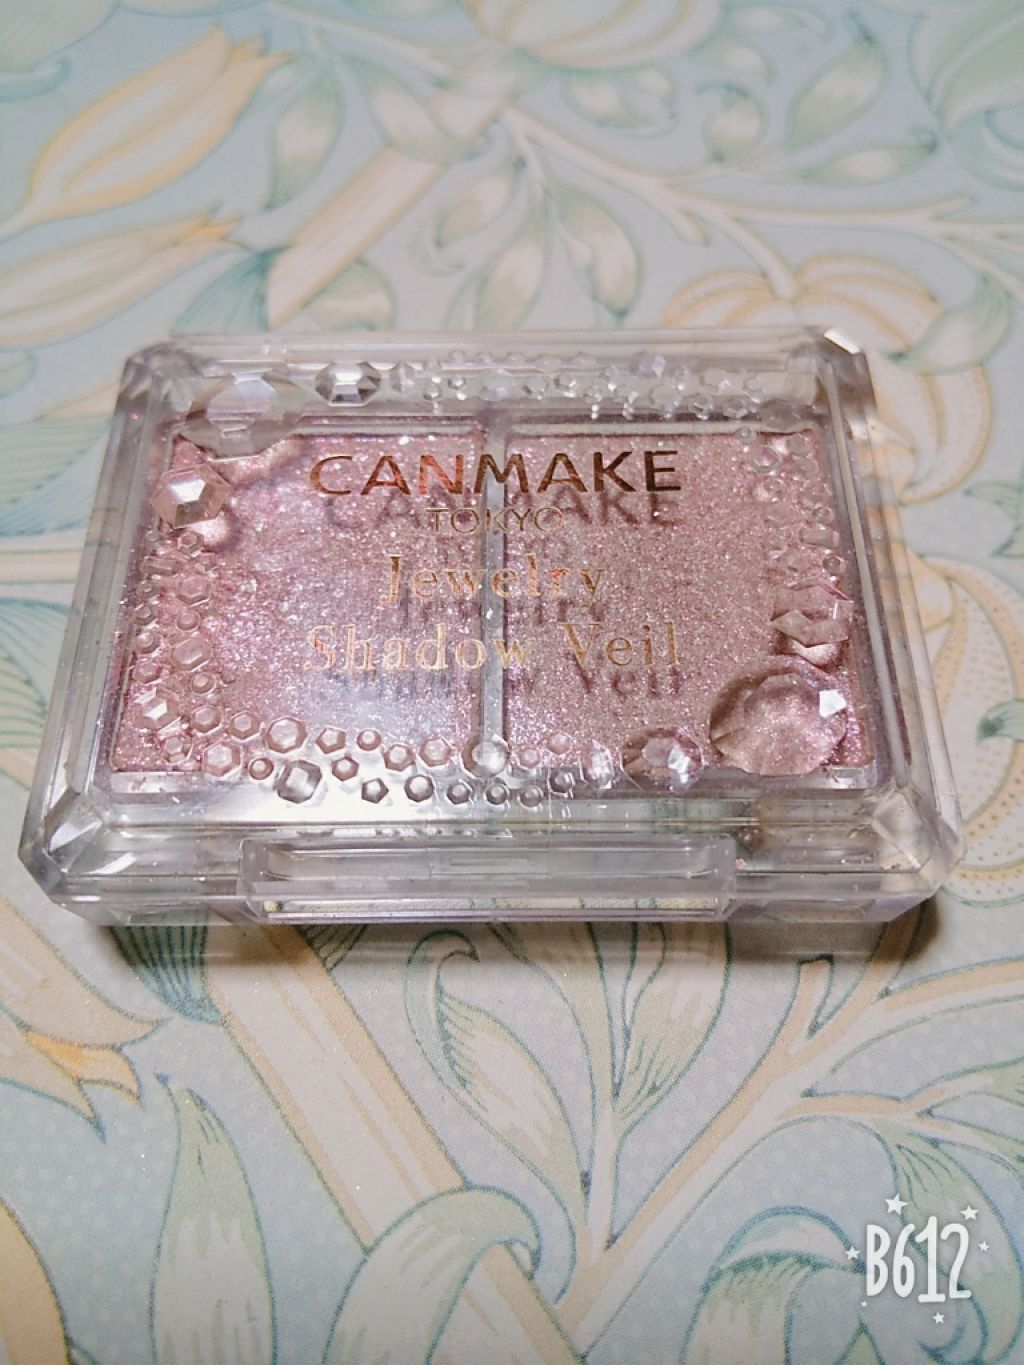 CANMAKE
TOKYO
Jewelry
Shadow Veil
B612